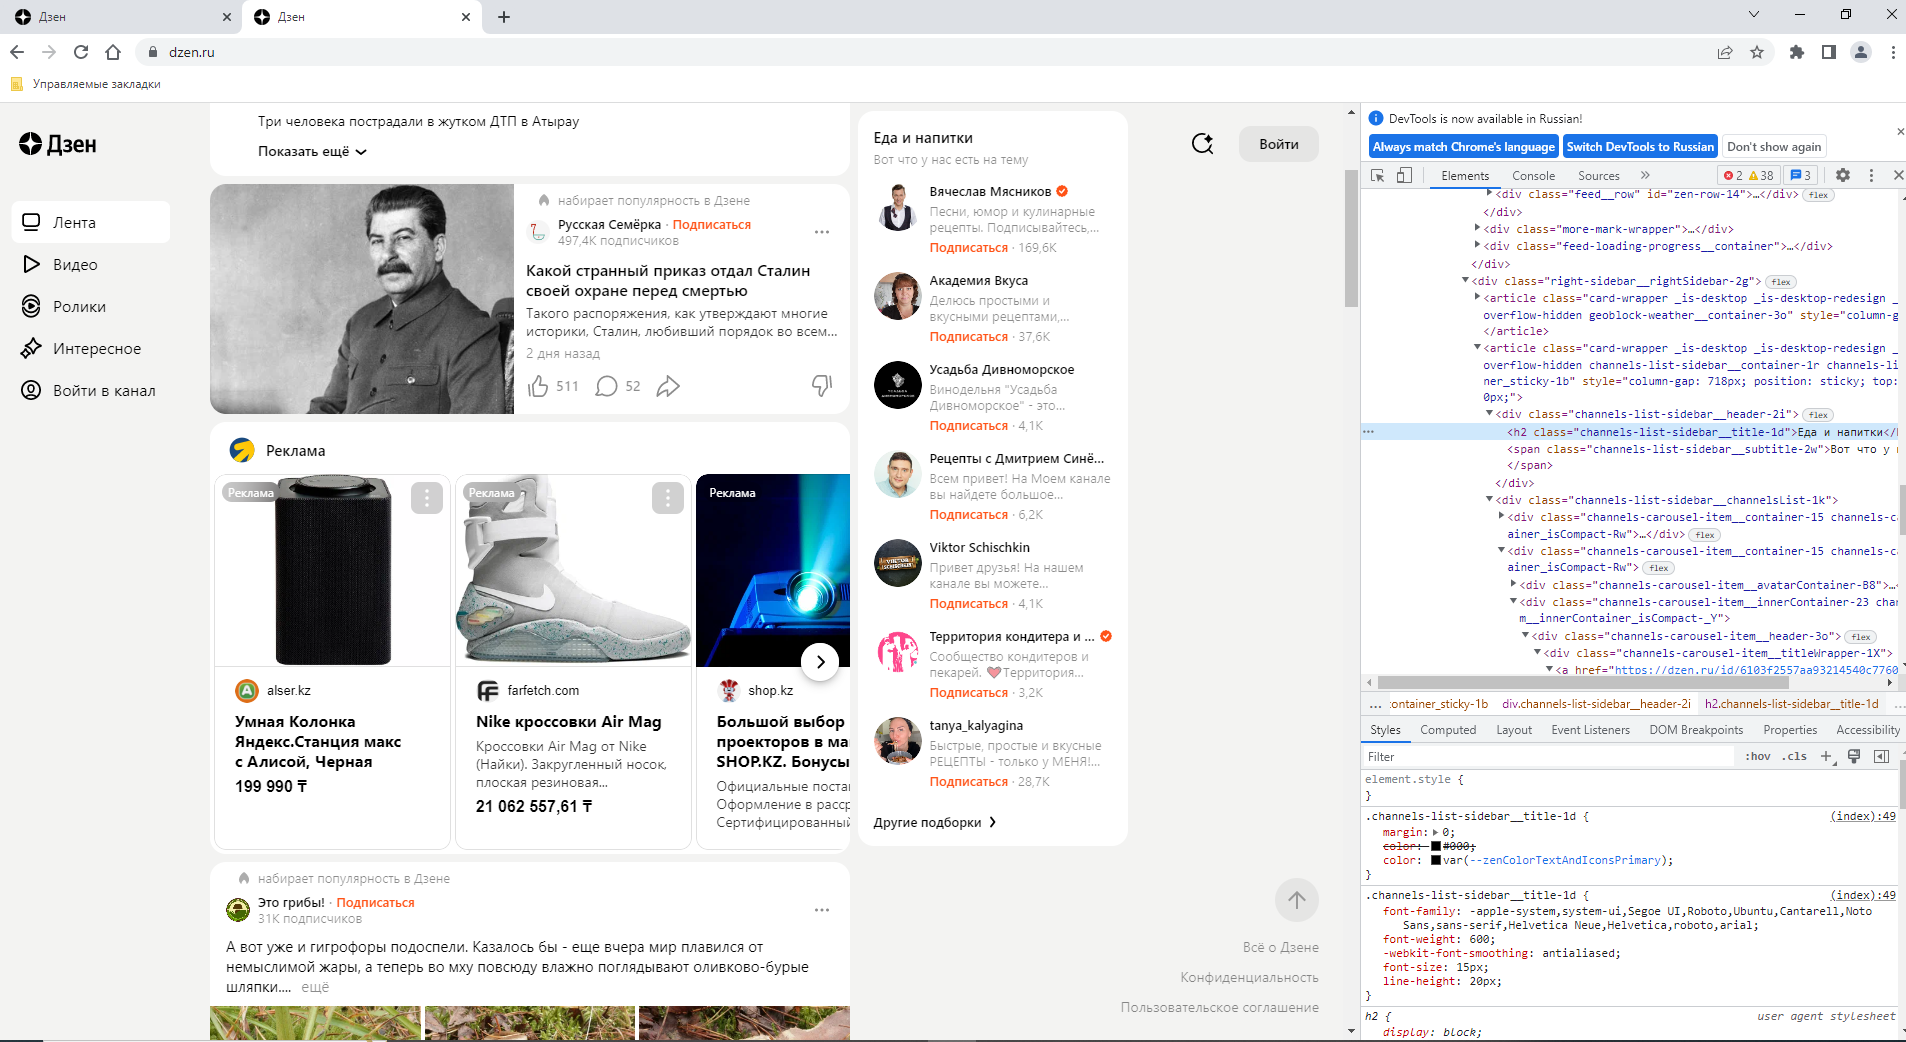 Дзен
Дзен
dzen.ru
Управляемые закладки
Дзен
Лента
Видео
Ролики
Интересное
Войти в канал
Три человека пострадали в жутком ДТП в Атырау
Показать ещё
набирает популярность в Дзене
Русская Семёрка · Подписаться
497,4K подписчиков
Какой странный приказ отдал Сталин
своей охране перед смертью
Такого распоряжения, как утверждают многие
историки, Сталин, любивший порядок во всем...
2 дня назад
511
52
Реклама
Реклама
alser.kz
Умная Колонка
Яндекс.Станция макс
с Алисой, Черная
199 990 ₸
Реклама
farfetch.com
Nike кроссовки Air Mag
Кроссовки Air Mag от Nike
(Найки). Закругленный носок,
плоская резиновая...
21 062 557,61 ₸
Реклама
shop.kz
Большой выбор
проекторов в ма
SHOP.KZ. Бонусы
Официальные поста
Оформление в расср
Сертифицированный
набирает популярность в Дзене
Это грибы! · Подписаться
31K подписчиков
А вот уже и гигрофоры подоспели. Казалось бы - еще вчера мир плавился от
немыслимой жары, а теперь во мху повсюду влажно поглядывают оливково-бурые
шляпки.... ещё
Еда и напитки
Вот что у нас есть на тему
Вячеслав Мясников
Песни, юмор и кулинарные
рецепты. Подписывайтесь,...
Подписаться · 169,6K
Академия Вкуса
Делюсь простыми и
вкусными рецептами,...
Подписаться · 37,6K
Усадьба Дивноморское
Винодельня "Усадьба
Дивноморское" - это...
Подписаться · 4,1K
Рецепты с Дмитрием Синё...
Всем привет! На Моем канале
вы найдете большое...
Подписаться · 6,2K
Viktor Schischkin
Привет друзья! На нашем
канале вы можете...
Подписаться · 4,1K
Территория кондитера и ...
Сообщество кондитеров и
пекарей. ❤Территория...
Подписаться · 3,2K
tanya_kalyagina
Быстрые, простые и вкусные
РЕЦЕПТЫ - только у МЕНЯ!...
Подписаться · 28,7K
Другие подборки
Войти
Всё о Дзене
Конфиденциальность
Пользовательское соглашение
DevTools is now available in Russian!
Always match Chrome's language Switch DevTools to Russian Don't show again
Elements Console Sources » 2 38 3
<div class="feed__row" id="zen-row-14">…</div> flex
</div>
<div class="more-mark-wrapper">…</div>
<div class="feed-loading-progress__container">…</div>
</div>
<div class="right-sidebar__rightSidebar-2g"> flex
<article class="card-wrapper _is-desktop _is-desktop-redesign _
overflow-hidden geoblock-weather__container-3o" style="column-g
</article>
<article class="card-wrapper _is-desktop _is-desktop-redesign _
overflow-hidden channels-list-sidebar__container-1r channels-li
ner_sticky-1b" style="column-gap: 718px; position: sticky; top:
0px;">
<div class="channels-list-sidebar__header-2i"> flex
<h2 class="channels-list-sidebar__title-1d">Еда и напитки</
<span class="channels-list-sidebar__subtitle-2w">Вот что у
</span>
</div>
<div class="channels-list-sidebar__channelsList-1k">
<div class="channels-carousel-item__container-15 channels-c
ainer_isCompact-Rw">…</div> flex
<div class="channels-carousel-item__container-15 channels-c
ainer_isCompact-Rw"> flex
<div class="channels-carousel-item__avatarContainer-B8">…
<div class="channels-carousel-item__innerContainer-23 chan
m__innerContainer_isCompact-_Y">
<div class="channels-carousel-item__header-3o"> flex
<div class="channels-carousel-item__titleWrapper-1X">
<a href="https://dzen.ru/id/6103f2557aa93214540c7760
… :ontainer_sticky-1b div.channels-list-sidebar__header-2i h2.channels-list-sidebar__title-1d …
Styles Computed Layout Event Listeners DOM Breakpoints Properties Accessibility
Filter :hov .cls
element.style {
}
.channels-list-sidebar__title-1d { (index):49
margin: 0;
color: #000;
color: var(--zenColorTextAndIconsPrimary);
}
.channels-list-sidebar__title-1d { (index):49
font-family: -apple-system,system-ui,Segoe UI,Roboto,Ubuntu,Cantarell,Noto
Sans,sans-serif,Helvetica Neue,Helvetica,roboto,arial;
font-weight: 600;
-webkit-font-smoothing: antialiased;
font-size: 15px;
line-height: 20px;
}
h2 { user agent stylesheet
display: block;